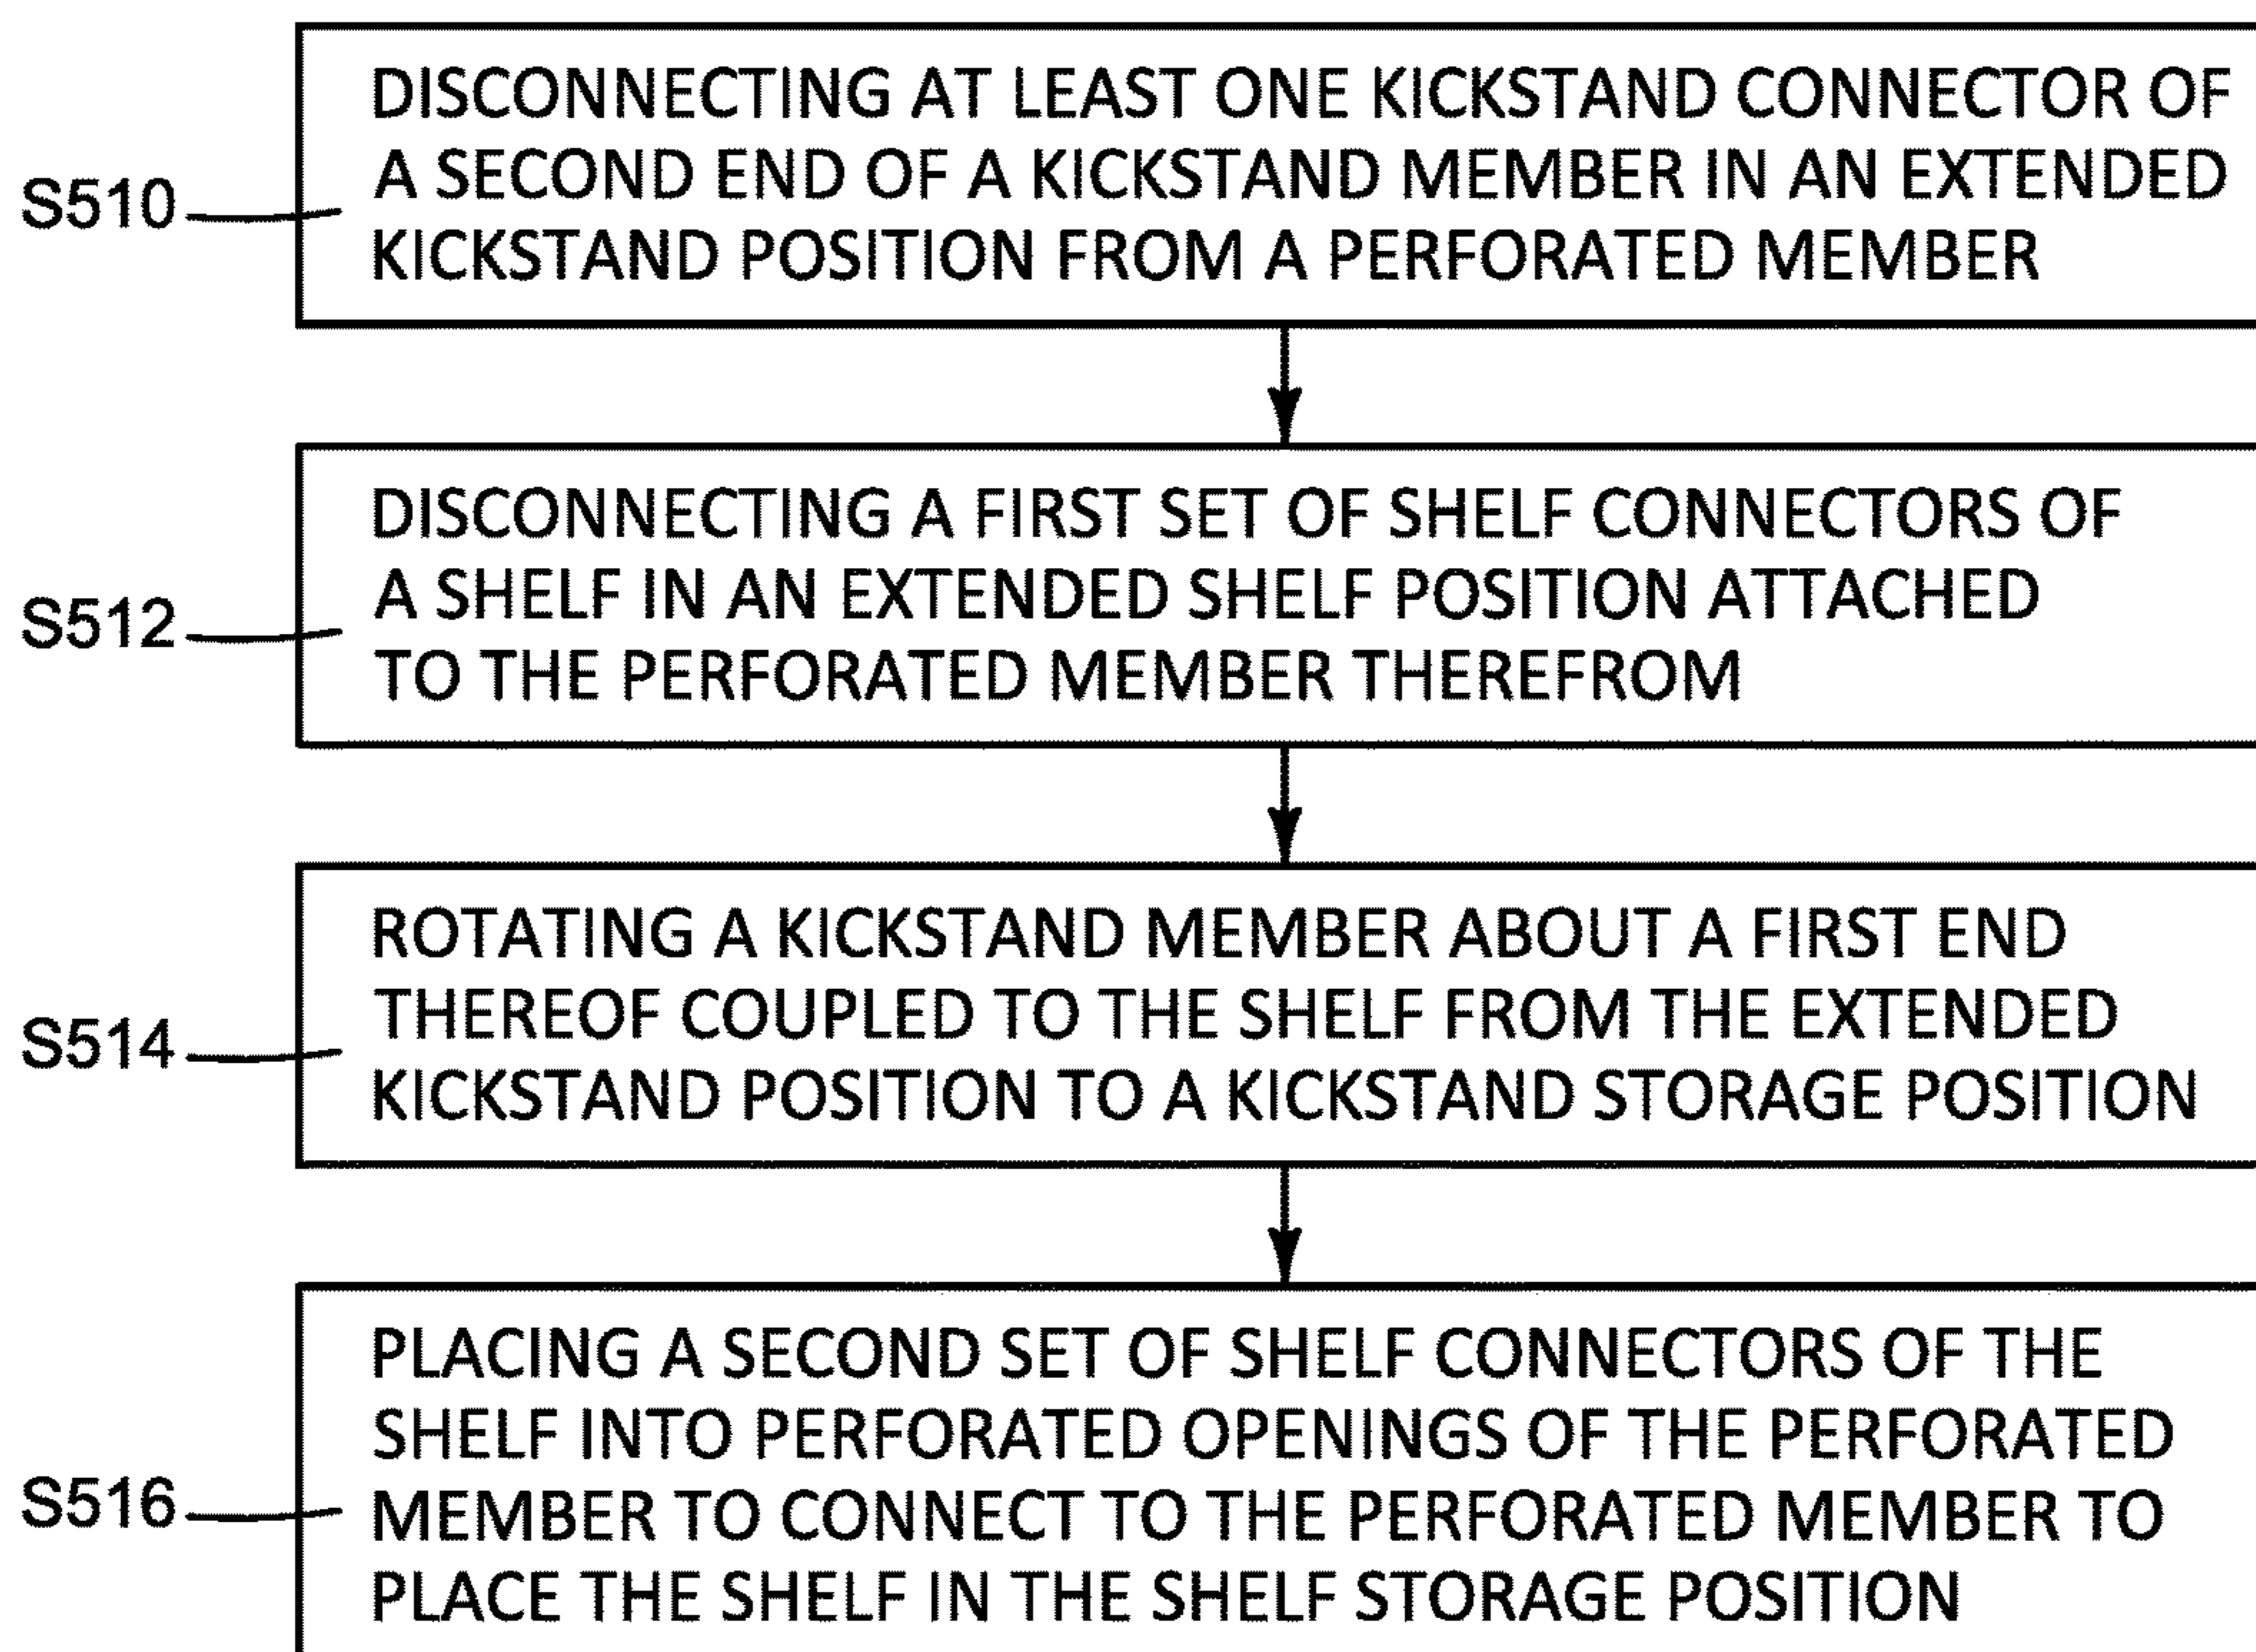 DISCONNECTING AT LEAST ONE KICKSTAND CONNECTOR OF
A SECOND END OF A KICKSTAND MEMBER IN AN EXTENDED
KICKSTAND POSITION FROM A PERFORATED MEMBER
S510
DISCONNECTING A FIRST SET OF SHELF CONNECTORS OF
A SHELF IN AN EXTENDED SHELF POSITION ATTACHED
TO THE PERFORATED MEMBER THEREFROM
S512
ROTATING A KICKSTAND MEMBER ABOUT A FIRST END
THEREOF COUPLED TO THE SHELF FROM THE EXTENDED
KICKSTAND POSITION TO A KICKSTAND STORAGE POSITION
S514
PLACING A SECOND SET OF SHELF CONNECTORS OF THE
SHELF INTO PERFORATED OPENINGS OF THE PERFORATED
MEMBER TO CONNECT TO THE PERFORATED MEMBER TO
PLACE THE SHELF IN THE SHELF STORAGE POSITION
S516